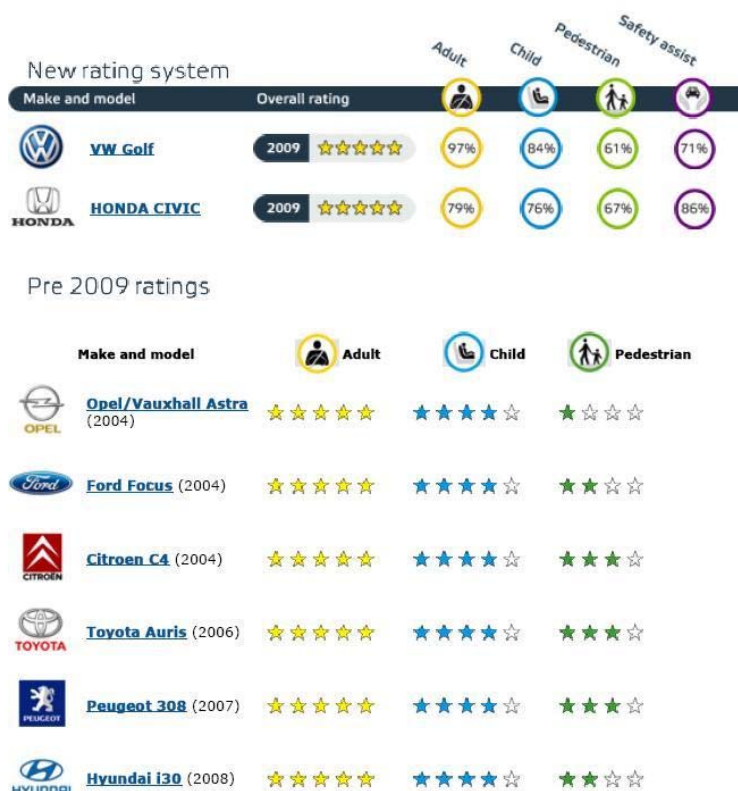 Adult Child Pedestrian Safety assist
New rating system
Make and model Overall rating
VW Golf 2009 97% 84% 61% 71%
HONDA HONDA CIVIC 2009 79% 76% 67% 86%
Pre 2009 ratings
Make and model Adult Child Pedestrian
Opel/Vauxhall Astra
OPEL (2004)
Ford Ford Focus (2004)
Citroen C4 (2004)
CITROËN
Toyota Auris (2006)
TOYOTA
Peugeot 308 (2007)
PEUGEOT
Hyundai i30 (2008)
HYUNDAI